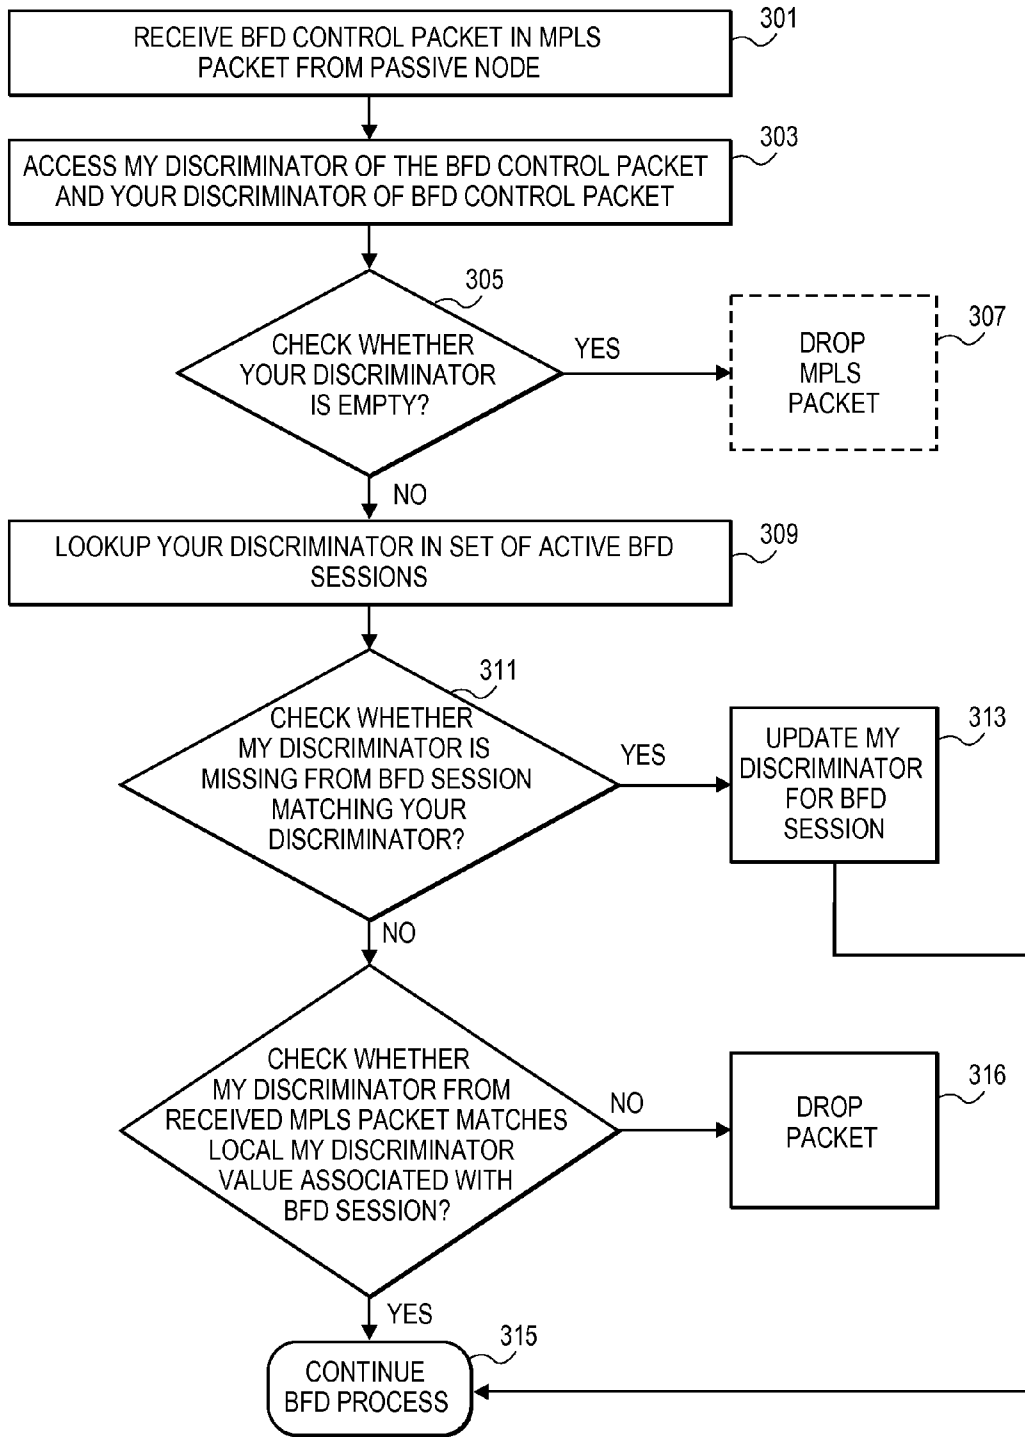 RECEIVE BFD CONTROL PACKET IN MPLS
PACKET FROM PASSIVE NODE
301
ACCESS MY DISCRIMINATOR OF THE BFD CONTROL PACKET
AND YOUR DISCRIMINATOR OF BFD CONTROL PACKET
303
305
CHECK WHETHER
YOUR DISCRIMINATOR
IS EMPTY?
YES
DROP
MPLS
PACKET
307
NO
LOOKUP YOUR DISCRIMINATOR IN SET OF ACTIVE BFD
SESSIONS
309
311
CHECK WHETHER
MY DISCRIMINATOR IS
MISSING FROM BFD SESSION
MATCHING YOUR
DISCRIMINATOR?
YES
UPDATE MY
DISCRIMINATOR
FOR BFD
SESSION
313
NO
CHECK WHETHER
MY DISCRIMINATOR FROM
RECEIVED MPLS PACKET MATCHES
LOCAL MY DISCRIMINATOR
VALUE ASSOCIATED WITH
BFD SESSION?
NO
DROP
PACKET
316
YES
315
CONTINUE
BFD PROCESS